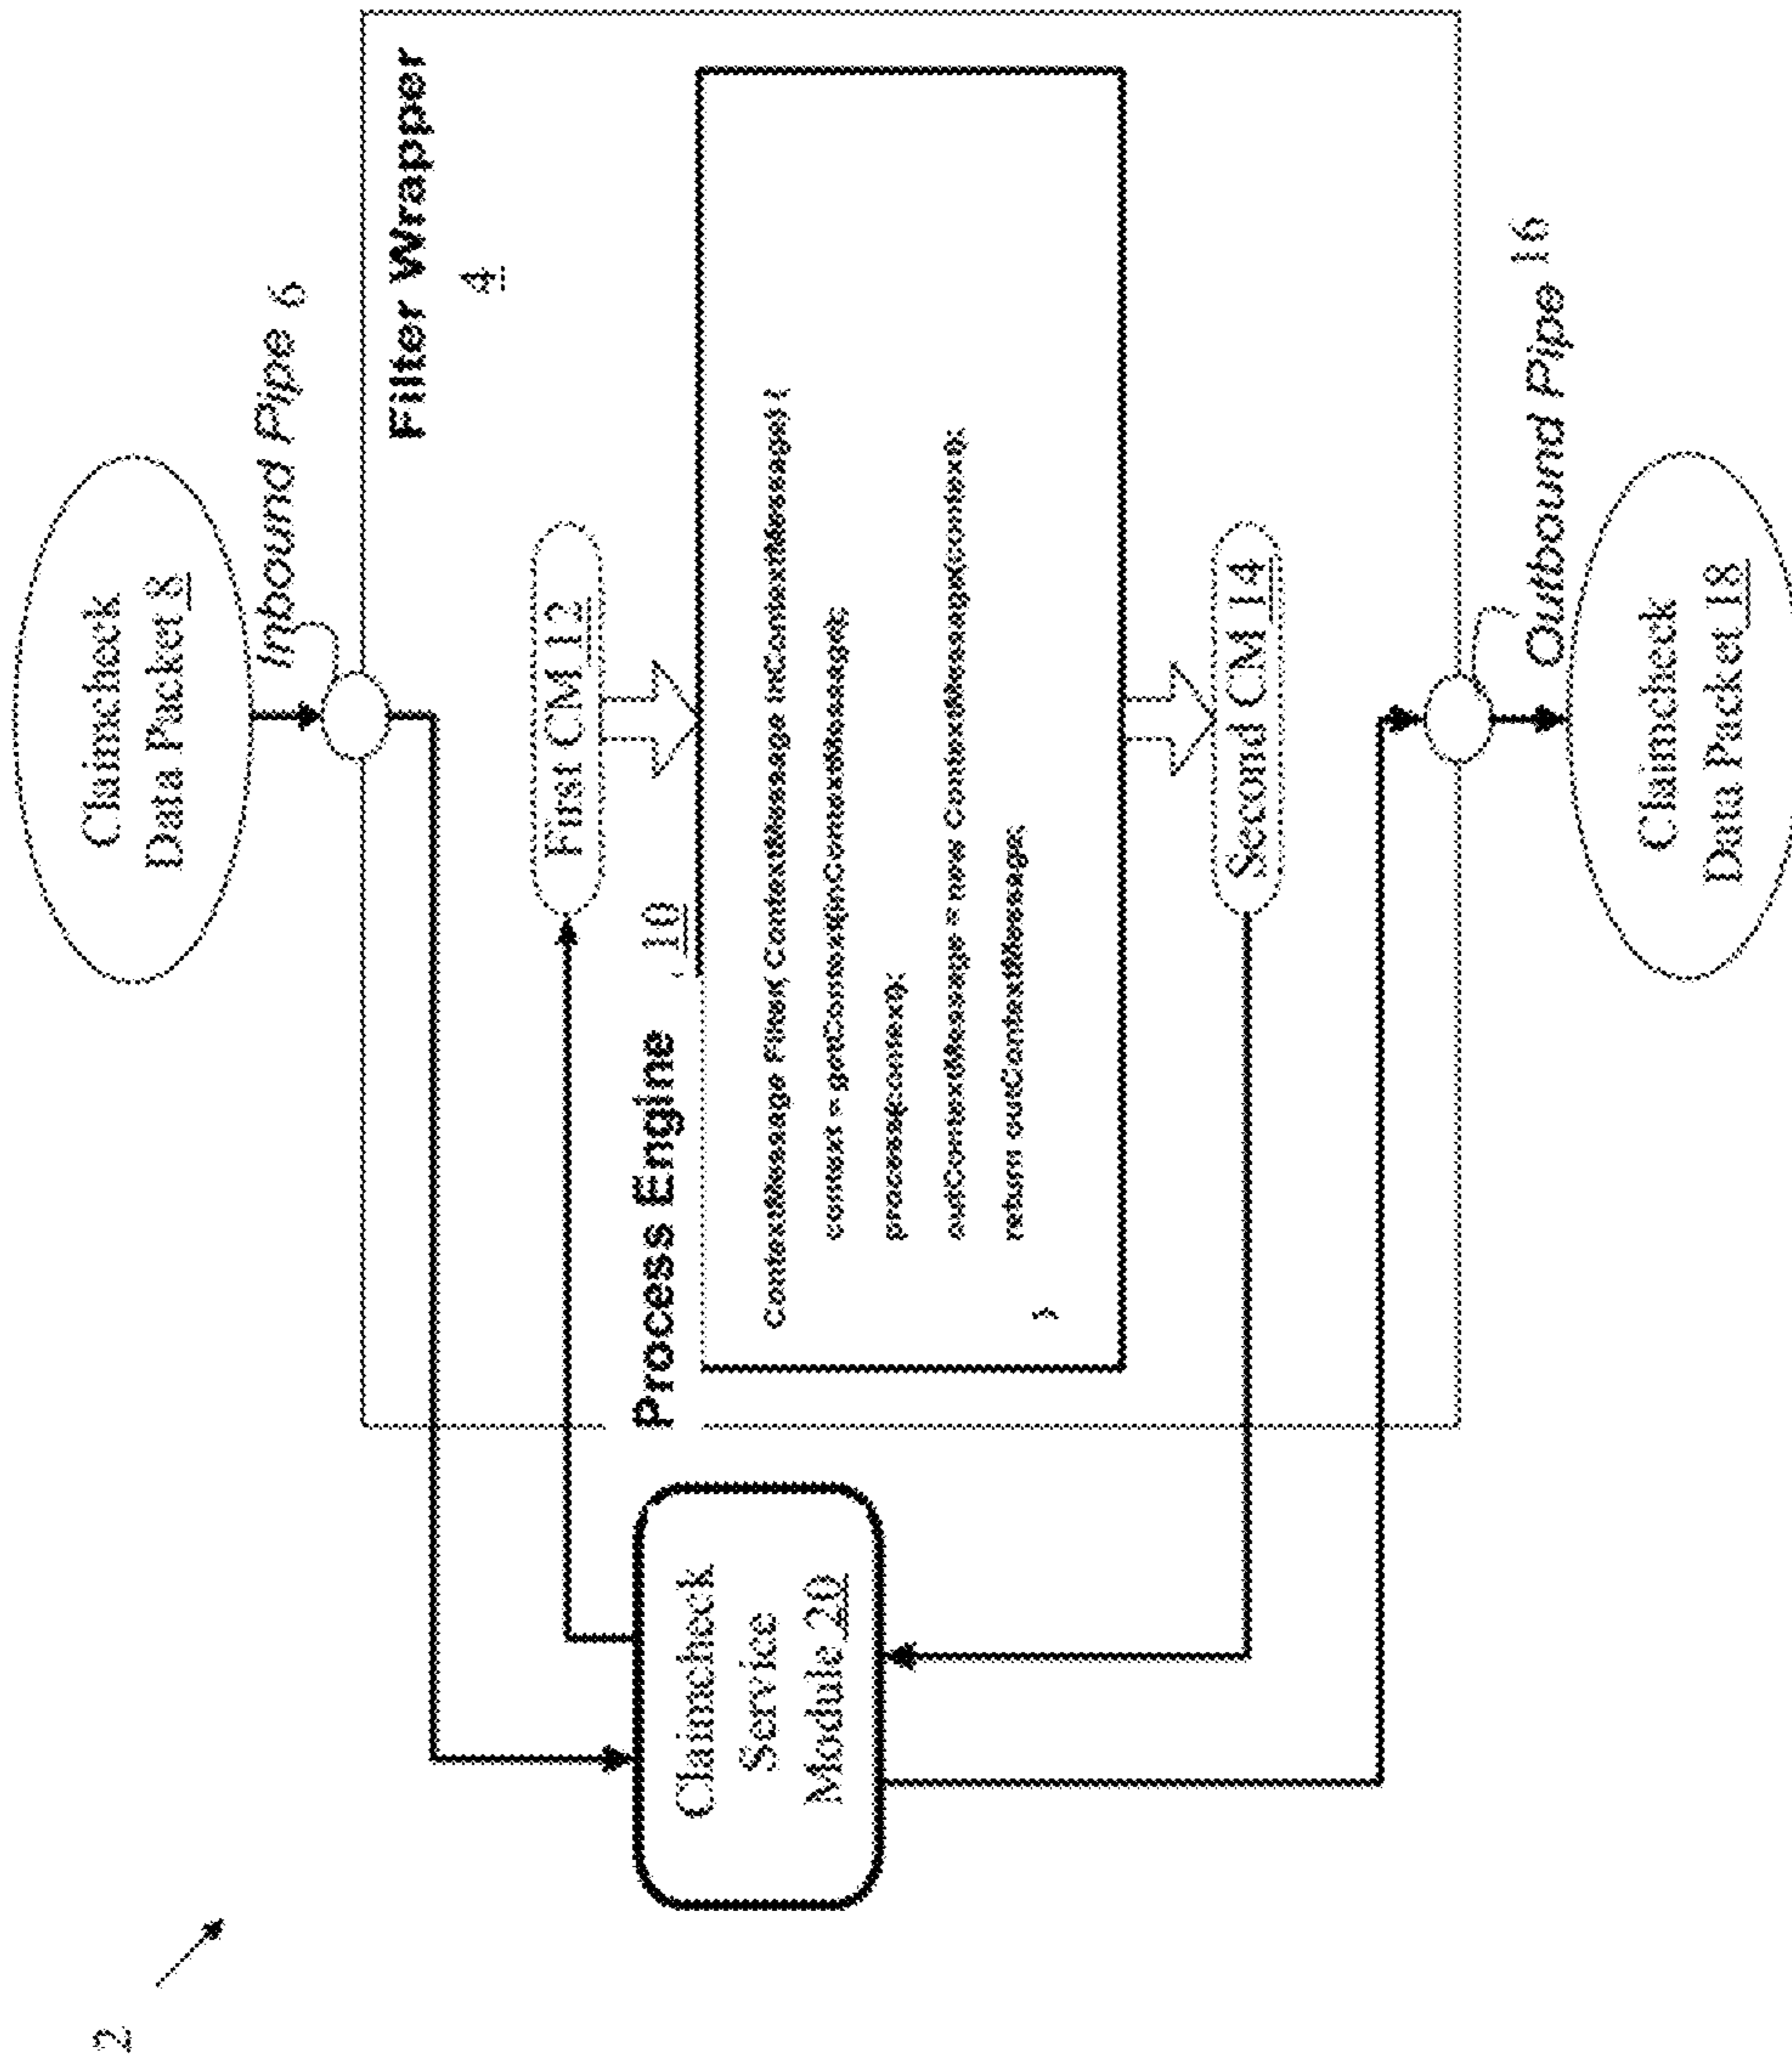 2
Claimcheck
Data Packet 8
Inbound Pipe 6
Filter Wrapper
4
First CM 12
Process Engine 10
ContextMessage Filter( ContextMessage inContextMessage) {
context = getContext(inContextMessage);
process(context);
outContextMessage = new ContextMessage(context);
return outContextMessage;
}
Claimcheck
Service
Module 20
Second CM 14
Outbound Pipe 16
Claimcheck
Data Packet 18